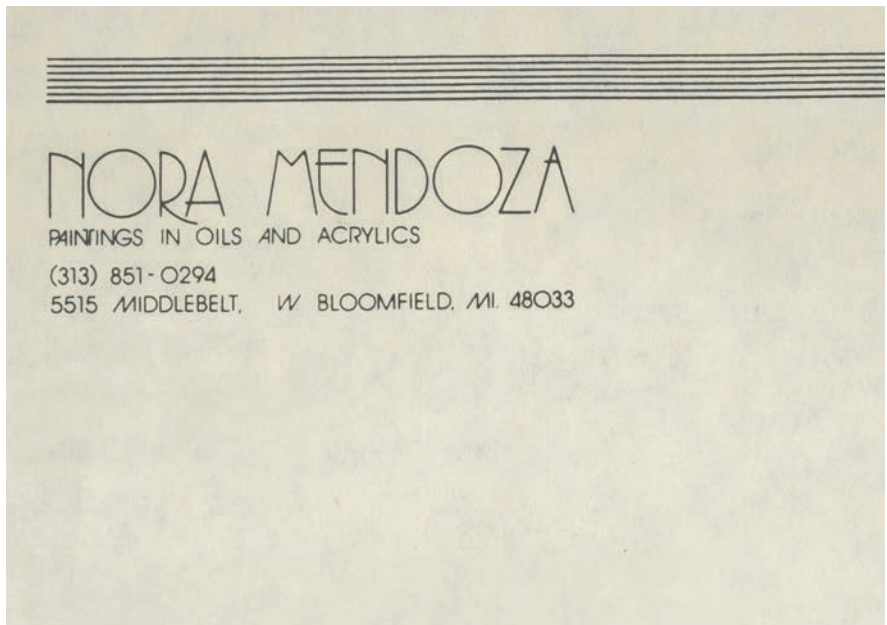 NORA MENDOZA
PAINTINGS IN OILS AND ACRYLICS
(313) 851-0294
5515 MIDDLEBELT, W. BLOOMFIELD, MI. 48033